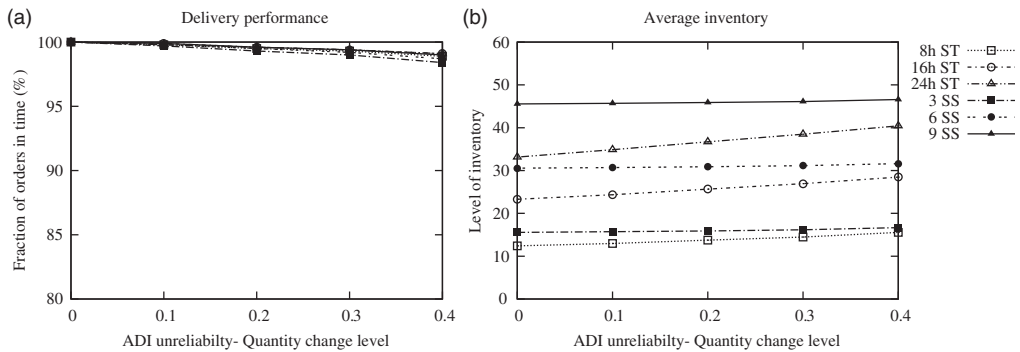 (a)
Delivery performance
Fraction of orders in time (%)
100
95
90
85
80
0
0.1
0.2
0.3
0.4
ADI unreliabilty- Quantity change level
(b)
Average inventory
Level of inventory
60
50
40
30
20
10
0
0
0.1
0.2
0.3
0.4
ADI unreliabilty- Quantity change level
8h ST
16h ST
24h ST
3 SS
6 SS
9 SS